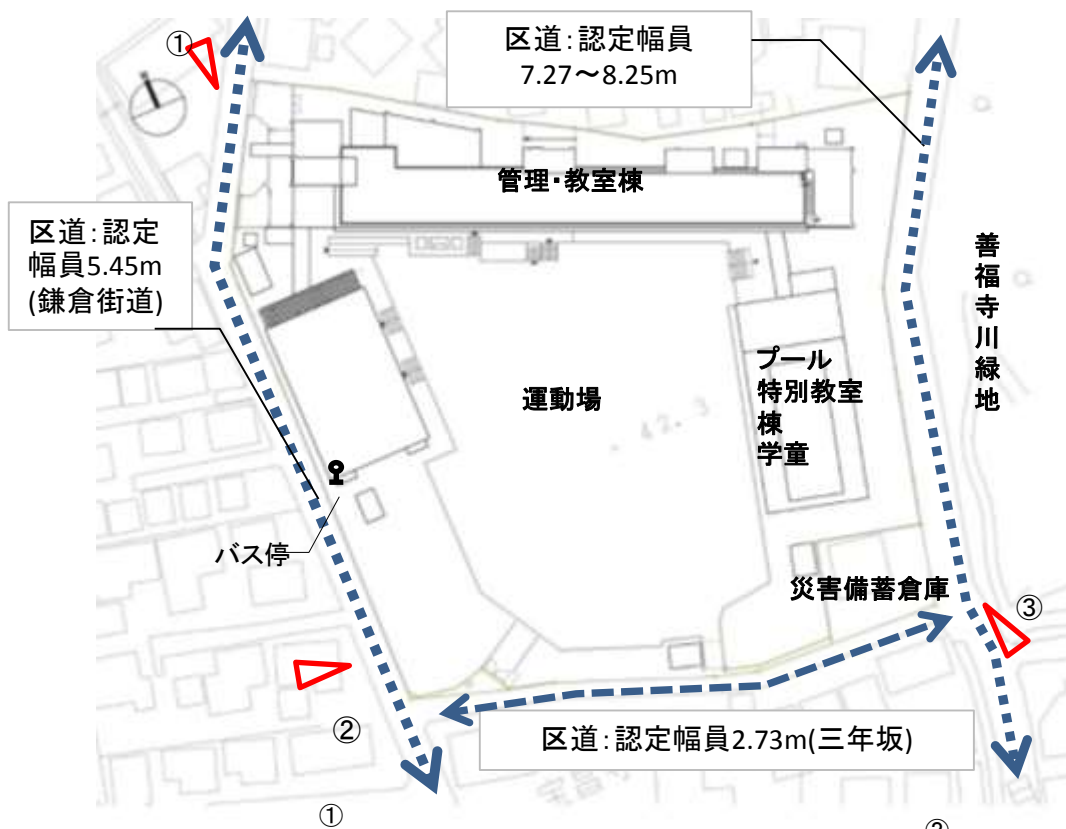 ①
区道:認定幅員
7.27~8.25m
管理・教室棟
区道:認定
幅員5.45m
(鎌倉街道)
善福寺川緑地
プール
特別教室
棟
学童
運動場
42.3
バス停
災害備蓄倉庫
③
②
区道:認定幅員2.73m(三年坂)
①